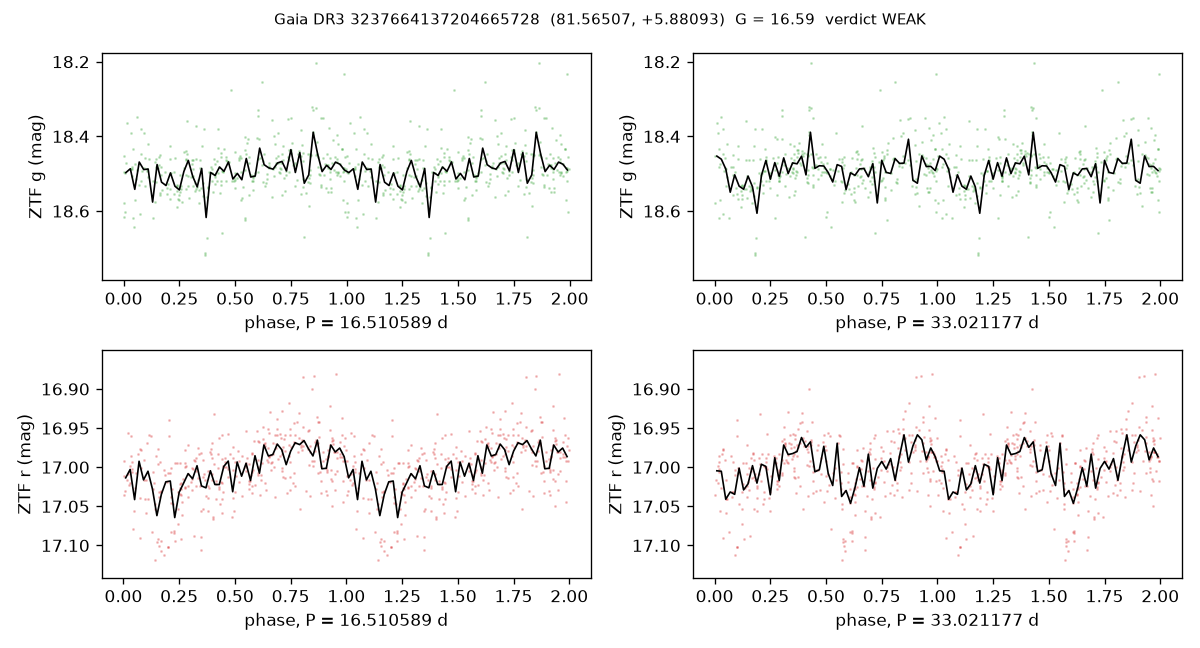 Gaia DR3 3237664137204665728 (81.56507, +5.88093) G = 16.59 verdict WEAK
ZTF g (mag)
18.2
18.4
18.6
0.00 0.25 0.50 0.75 1.00 1.25 1.50 1.75 2.00
phase, P = 16.510589 d
ZTF g (mag)
18.2
18.4
18.6
0.00 0.25 0.50 0.75 1.00 1.25 1.50 1.75 2.00
phase, P = 33.021177 d
ZTF r (mag)
16.90
16.95
17.00
17.05
17.10
0.00 0.25 0.50 0.75 1.00 1.25 1.50 1.75 2.00
phase, P = 16.510589 d
ZTF r (mag)
16.90
16.95
17.00
17.05
17.10
0.00 0.25 0.50 0.75 1.00 1.25 1.50 1.75 2.00
phase, P = 33.021177 d